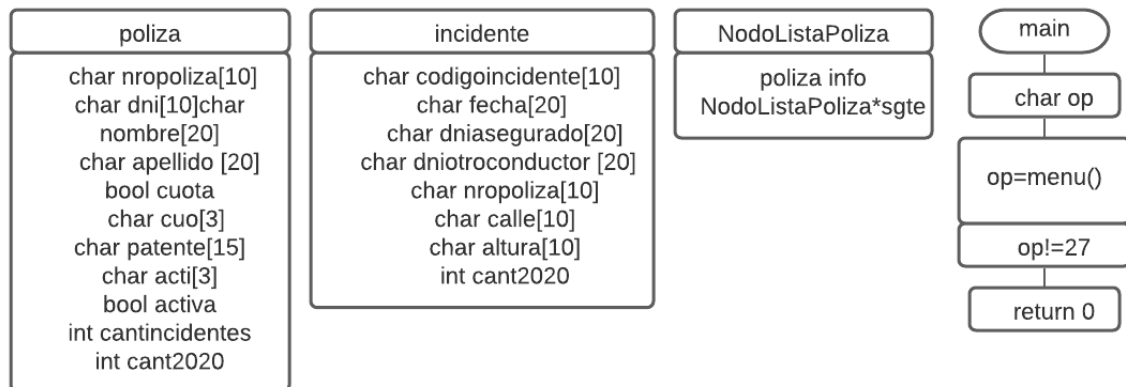 poliza
char nropoliza[10]
char dni[10]char
nombre[20]
char apellido [20]
bool cuota
char cuo[3]
char patente[15]
char acti[3]
bool activa
int cantincidentes
int cant2020
incidente
char codigoincidente[10]
char fecha[20]
char dniasegurado[20]
char dniotroconductor [20]
char nropoliza[10]
char calle[10]
char altura[10]
int cant2020
NodoListaPoliza
poliza info
NodoListaPoliza*sgte
main
char op
op=menu()
op!=27
return 0